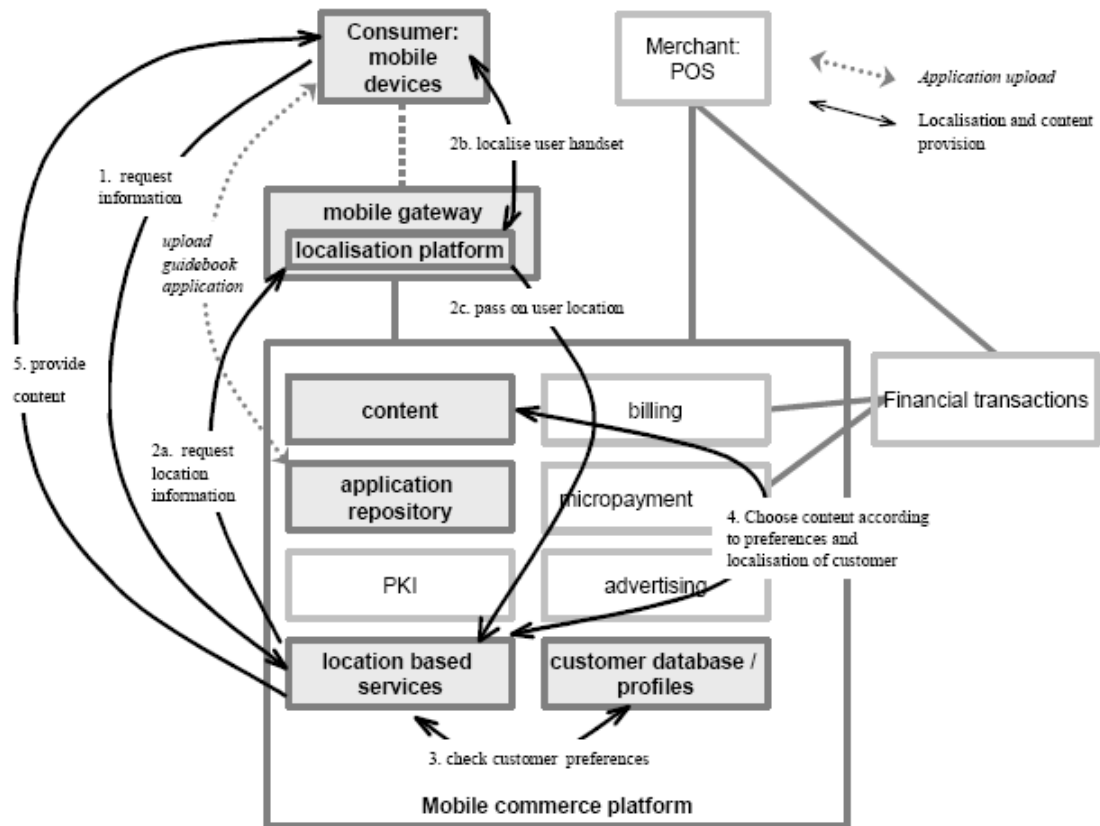 Consumer:
mobile
devices
Merchant:
POS
Application upload
Localisation and content
provision
2b. localise user handset
1. request
information
mobile gateway
localisation platform
upload
guidebook
application
2c. pass on user location
5. provide
content
content
billing
Financial transactions
2a. request
location
information
application
repository
micropayment
4. Choose content according
to preferences and
localisation of customer
PKI
advertising
location based
services
customer database /
profiles
3. check customer preferences
Mobile commerce platform